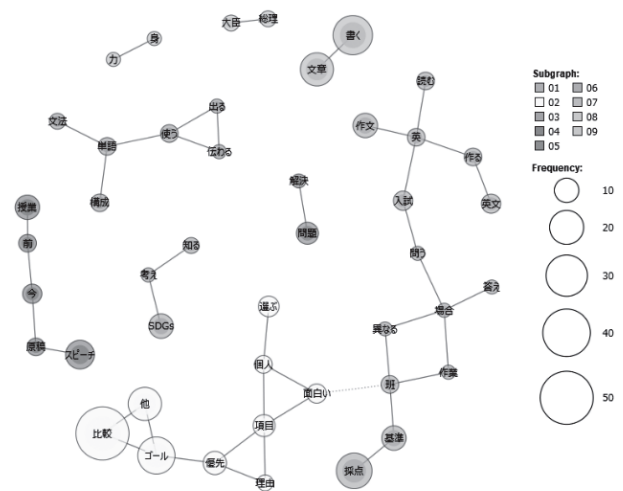 大臣
総理
身
力
書く
文章
読む
文法
単語
使う
出る
伝わる
構成
作文
英
作る
英文
入試
問う
解決
問題
授業
前
今
原稿
スピーチ
知る
考え
SDGs
答え
場合
異なる
作業
班
基準
採点
選ぶ
個人
面白い
項目
優先
理由
他
比較
ゴール
Subgraph:
01
02
03
04
05
06
07
08
09
Frequency:
10
20
30
40
50